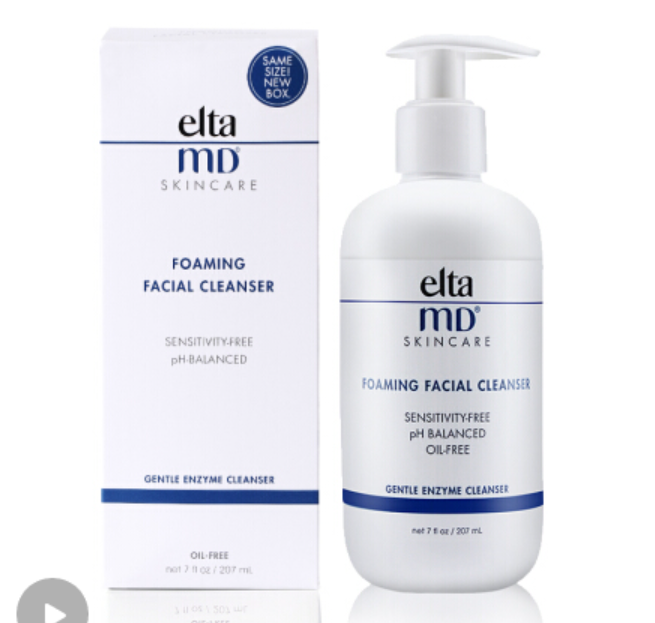 SAME
SIZE!
NEW
BOX.
elta
MD®
SKINCARE
FOAMING
FACIAL CLEANSER
SENSITIVITY-FREE
pH-BALANCED
GENTLE ENZYME CLEANSER
OIL-FREE
net 7 fl oz / 207 mL
elta
MD®
SKINCARE
FOAMING FACIAL CLEANSER
SENSITIVITY-FREE
pH BALANCED
OIL-FREE
GENTLE ENZYME CLEANSER
net 7 fl oz / 207 mL